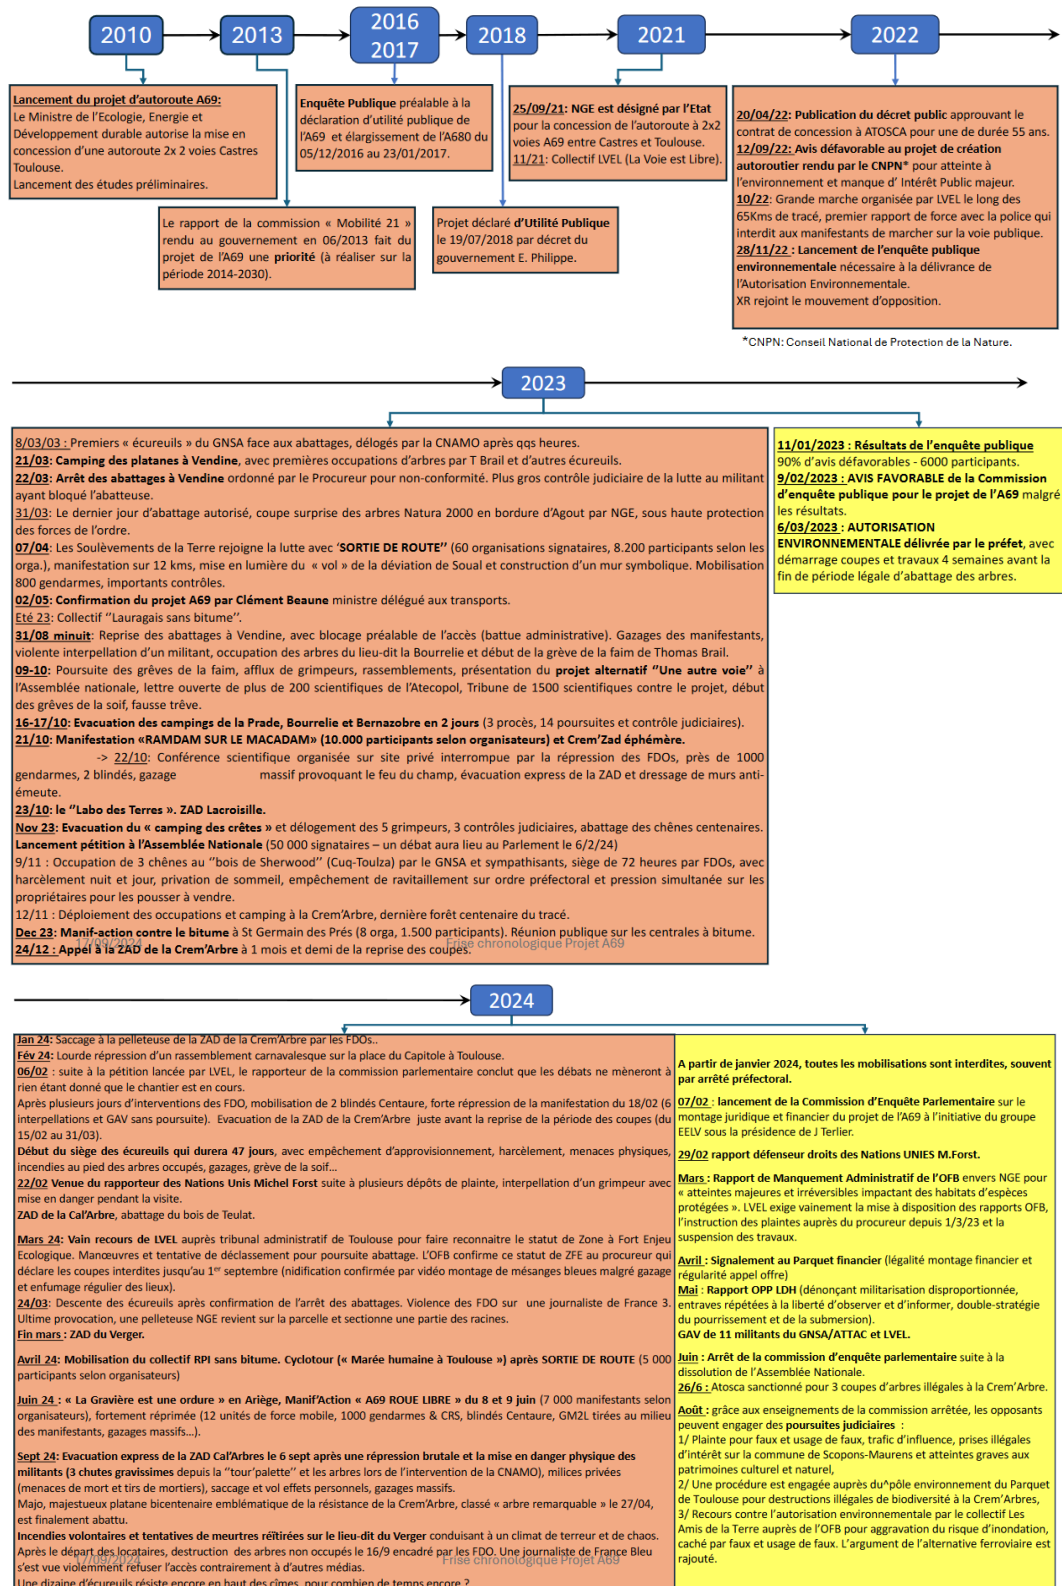 2010
2013
2016
2017
2018
2021
2022
Lancement du projet d'autoroute A69:
Le Ministre de l'Ecologie, Energie et
Développement durable autorise la mise en
concession d'une autoroute 2x 2 voies Castres
Toulouse.
Lancement des études préliminaires.
Le rapport de la commission « Mobilité 21 »
rendu au gouvernement en 06/2013 fait du
projet de l'A69 une priorité (à réaliser sur la
période 2014-2030).
Enquête Publique préalable à la
déclaration d'utilité publique de
l'A69 et élargissement de l'A680 du
05/12/2016 au 23/01/2017.
Projet déclaré d'Utilité Publique
le 19/07/2018 par décret du
gouvernement E. Philippe.
25/09/21: NGE est désigné par l'Etat
pour la concession de l'autoroute à 2x2
voies A69 entre Castres et Toulouse.
11/21: Collectif LVEL (La Voie est Libre).
20/04/22: Publication du décret public approuvant le
contrat de concession à ATOSCA pour une de durée 55 ans.
12/09/22: Avis défavorable au projet de création
autoroutier rendu par le CNPN* pour atteinte à
l'environnement et manque d' Intérêt Public majeur.
10/22: Grande marche organisée par LVEL le long des
65Kms de tracé, premier rapport de force avec la police qui
interdit aux manifestants de marcher sur la voie publique.
28/11/22 : Lancement de l'enquête publique
environnementale nécessaire à la délivrance de
l'Autorisation Environnementale.
XR rejoint le mouvement d'opposition.
*CNPN: Conseil National de Protection de la Nature.
2023
8/03/03 : Premiers « écureuils » du GNSA face aux abattages, délogés par la CNAMO après qqs heures.
21/03: Camping des platanes à Vendine, avec premières occupations d'arbres par T Brail et d'autres écureuils.
22/03: Arrêt des abattages à Vendine ordonné par le Procureur pour non-conformité. Plus gros contrôle judiciaire de la lutte au militant
ayant bloqué l'abatteuse.
31/03: Le dernier jour d'abattage autorisé, coupe surprise des arbres Natura 2000 en bordure d'Agout par NGE, sous haute protection
des forces de l'ordre.
07/04: Les Soulèvements de la Terre rejoigne la lutte avec 'SORTIE DE ROUTE'' (60 organisations signataires, 8.200 participants selon les
orga.), manifestation sur 12 kms, mise en lumière du « vol » de la déviation de Soual et construction d'un mur symbolique. Mobilisation
800 gendarmes, importants contrôles.
02/05: Confirmation du projet A69 par Clément Beaune ministre délégué aux transports.
Eté 23: Collectif ''Lauragais sans bitume''.
31/08 minuit: Reprise des abattages à Vendine, avec blocage préalable de l'accès (battue administrative). Gazages des manifestants,
violente interpellation d'un militant, occupation des arbres du lieu-dit la Bourrelie et début de la grève de la faim de Thomas Brail.
09-10: Poursuite des grêves de la faim, afflux de grimpeurs, rassemblements, présentation du projet alternatif ''Une autre voie'' à
l'Assemblée nationale, lettre ouverte de plus de 200 scientifiques de l'Atecopol, Tribune de 1500 scientifiques contre le projet, début
des grêves de la soif, fausse trêve.
16-17/10: Evacuation des campings de la Prade, Bourrelie et Bernazobre en 2 jours (3 procès, 14 poursuites et contrôle judiciaires).
21/10: Manifestation «RAMDAM SUR LE MACADAM» (10.000 participants selon organisateurs) et Crem'Zad éphémère.
-> 22/10: Conférence scientifique organisée sur site privé interrompue par la répression des FDOs, près de 1000
gendarmes, 2 blindés, gazage massif provoquant le feu du champ, évacuation express de la ZAD et dressage de murs anti-
émeute.
23/10: le ''Labo des Terres ». ZAD Lacroisille.
Nov 23: Evacuation du « camping des crêtes » et délogement des 5 grimpeurs, 3 contrôles judiciaires, abattage des chênes centenaires.
Lancement pétition à l'Assemblée Nationale (50 000 signataires – un débat aura lieu au Parlement le 6/2/24)
9/11 : Occupation de 3 chênes au ''bois de Sherwood'' (Cuq-Toulza) par le GNSA et sympathisants, siège de 72 heures par FDOs, avec
harcèlement nuit et jour, privation de sommeil, empêchement de ravitaillement sur ordre préfectoral et pression simultanée sur les
propriétaires pour les pousser à vendre.
12/11 : Déploiement des occupations et camping à la Crem'Arbre, dernière forêt centenaire du tracé.
Dec 23: Manif-action contre le bitume à St Germain des Prés (8 orga, 1.500 participants). Réunion publique sur les centrales à bitume.
24/12 : Appel à la ZAD de la Crem'Arbre à 1 mois et demi de la reprise des coupes.
17/09/2024
Frise chronologique Projet A69
11/01/2023 : Résultats de l'enquête publique
90% d'avis défavorables - 6000 participants.
9/02/2023 : AVIS FAVORABLE de la Commission
d'enquête publique pour le projet de l'A69 malgré
les résultats.
6/03/2023 : AUTORISATION
ENVIRONNEMENTALE délivrée par le préfet, avec
démarrage coupes et travaux 4 semaines avant la
fin de période légale d'abattage des arbres.
2024
Jan 24: Saccage à la pelleteuse de la ZAD de la Crem'Arbre par les FDOs..
Fév 24: Lourde répression d'un rassemblement carnavalesque sur la place du Capitole à Toulouse.
06/02 : suite à la pétition lancée par LVEL, le rapporteur de la commission parlementaire conclut que les débats ne mèneront à
rien étant donné que le chantier est en cours.
Après plusieurs jours d'interventions des FDO, mobilisation de 2 blindés Centaure, forte répression de la manifestation du 18/02 (6
interpellations et GAV sans poursuite). Evacuation de la ZAD de la Crem'Arbre juste avant la reprise de la période des coupes (du
15/02 au 31/03).
Début du siège des écureuils qui durera 47 jours, avec empêchement d'approvisionnement, harcèlement, menaces physiques,
incendies au pied des arbres occupés, gazages, grève de la soif...
22/02 Venue du rapporteur des Nations Unis Michel Forst suite à plusieurs dépôts de plainte, interpellation d'un grimpeur avec
mise en danger pendant la visite.
ZAD de la Cal'Arbre, abattage du bois de Teulat.
Mars 24: Vain recours de LVEL auprès tribunal administratif de Toulouse pour faire reconnaitre le statut de Zone à Fort Enjeu
Ecologique. Manœuvres et tentative de déclassement pour poursuite abattage. L'OFB confirme ce statut de ZFE au procureur qui
déclare les coupes interdites jusqu'au 1er septembre (nidification confirmée par vidéo montage de mésanges bleues malgré gazage
et enfumage régulier des lieux).
24/03: Descente des écureuils après confirmation de l'arrêt des abattages. Violence des FDO sur une journaliste de France 3.
Ultime provocation, une pelleteuse NGE revient sur la parcelle et sectionne une partie des racines.
Fin mars : ZAD du Verger.
Avril 24: Mobilisation du collectif RPI sans bitume. Cyclotour (« Marée humaine à Toulouse ») après SORTIE DE ROUTE (5 000
participants selon organisateurs)
Juin 24 : « La Gravière est une ordure » en Ariège, Manif'Action « A69 ROUE LIBRE » du 8 et 9 juin (7 000 manifestants selon
organisateurs), fortement réprimée (12 unités de force mobile, 1000 gendarmes & CRS, blindés Centaure, GM2L tirées au milieu
des manifestants, gazages massifs...).
Sept 24: Evacuation express de la ZAD Cal'Arbres le 6 sept après une répression brutale et la mise en danger physique des
militants (3 chutes gravissimes depuis la ''tour'palette'' et les arbres lors de l'intervention de la CNAMO), milices privées
(menaces de mort et tirs de mortiers), saccage et vol effets personnels, gazages massifs.
Majo, majestueux platane bicentenaire emblématique de la résistance de la Crem'Arbre, classé « arbre remarquable » le 27/04,
est finalement abattu.
Incendies volontaires et tentatives de meurtres réïtirées sur le lieu-dit du Verger conduisant à un climat de terreur et de chaos.
Après le départ des locataires, destruction des arbres non occupés le 16/9 encadré par les FDO. Une journaliste de France Bleu
s'est vue violemment refuser l'accès contrairement à d'autres médias.
Une dizaine d'écureuils résiste encore en haut des cîmes, pour combien de temps encore ?
17/09/2024
Frise chronologique Projet A69
A partir de janvier 2024, toutes les mobilisations sont interdites, souvent
par arrêté préfectoral.
07/02 : lancement de la Commission d'Enquête Parlementaire sur le
montage juridique et financier du projet de l'A69 à l'initiative du groupe
EELV sous la présidence de J Terlier.
29/02 rapport défenseur droits des Nations UNIES M.Forst.
Mars : Rapport de Manquement Administratif de l'OFB envers NGE pour
« atteintes majeures et irréversibles impactant des habitats d'espèces
protégées ». LVEL exige vainement la mise à disposition des rapports OFB,
l'instruction des plaintes auprès du procureur depuis 1/3/23 et la
suspension des travaux.
Avril : Signalement au Parquet financier (légalité montage financier et
régularité appel offre)
Mai : Rapport OPP LDH (dénonçant militarisation disproportionnée,
entraves répétées à la liberté d'observer et d'informer, double-stratégie
du pourrissement et de la submersion).
GAV de 11 militants du GNSA/ATTAC et LVEL.
Juin : Arrêt de la commission d'enquête parlementaire suite à la
dissolution de l'Assemblée Nationale.
26/6 : Atosca sanctionné pour 3 coupes d'arbres illégales à la Crem'Arbre.
Août : grâce aux enseignements de la commission arrêtée, les opposants
peuvent engager des poursuites judiciaires :
1/ Plainte pour faux et usage de faux, trafic d'influence, prises illégales
d'intérêt sur la commune de Scopons-Maurens et atteintes graves aux
patrimoines culturel et naturel,
2/ Une procédure est engagée auprès du^pôle environnement du Parquet
de Toulouse pour destructions illégales de biodiversité à la Crem'Arbre,
3/ Recours contre l'autorisation environnementale par le collectif Les
Amis de la Terre auprès de l'OFB pour aggravation du risque d'inondation,
caché par faux et usage de faux. L'argument de l'alternative ferroviaire est
rajouté.